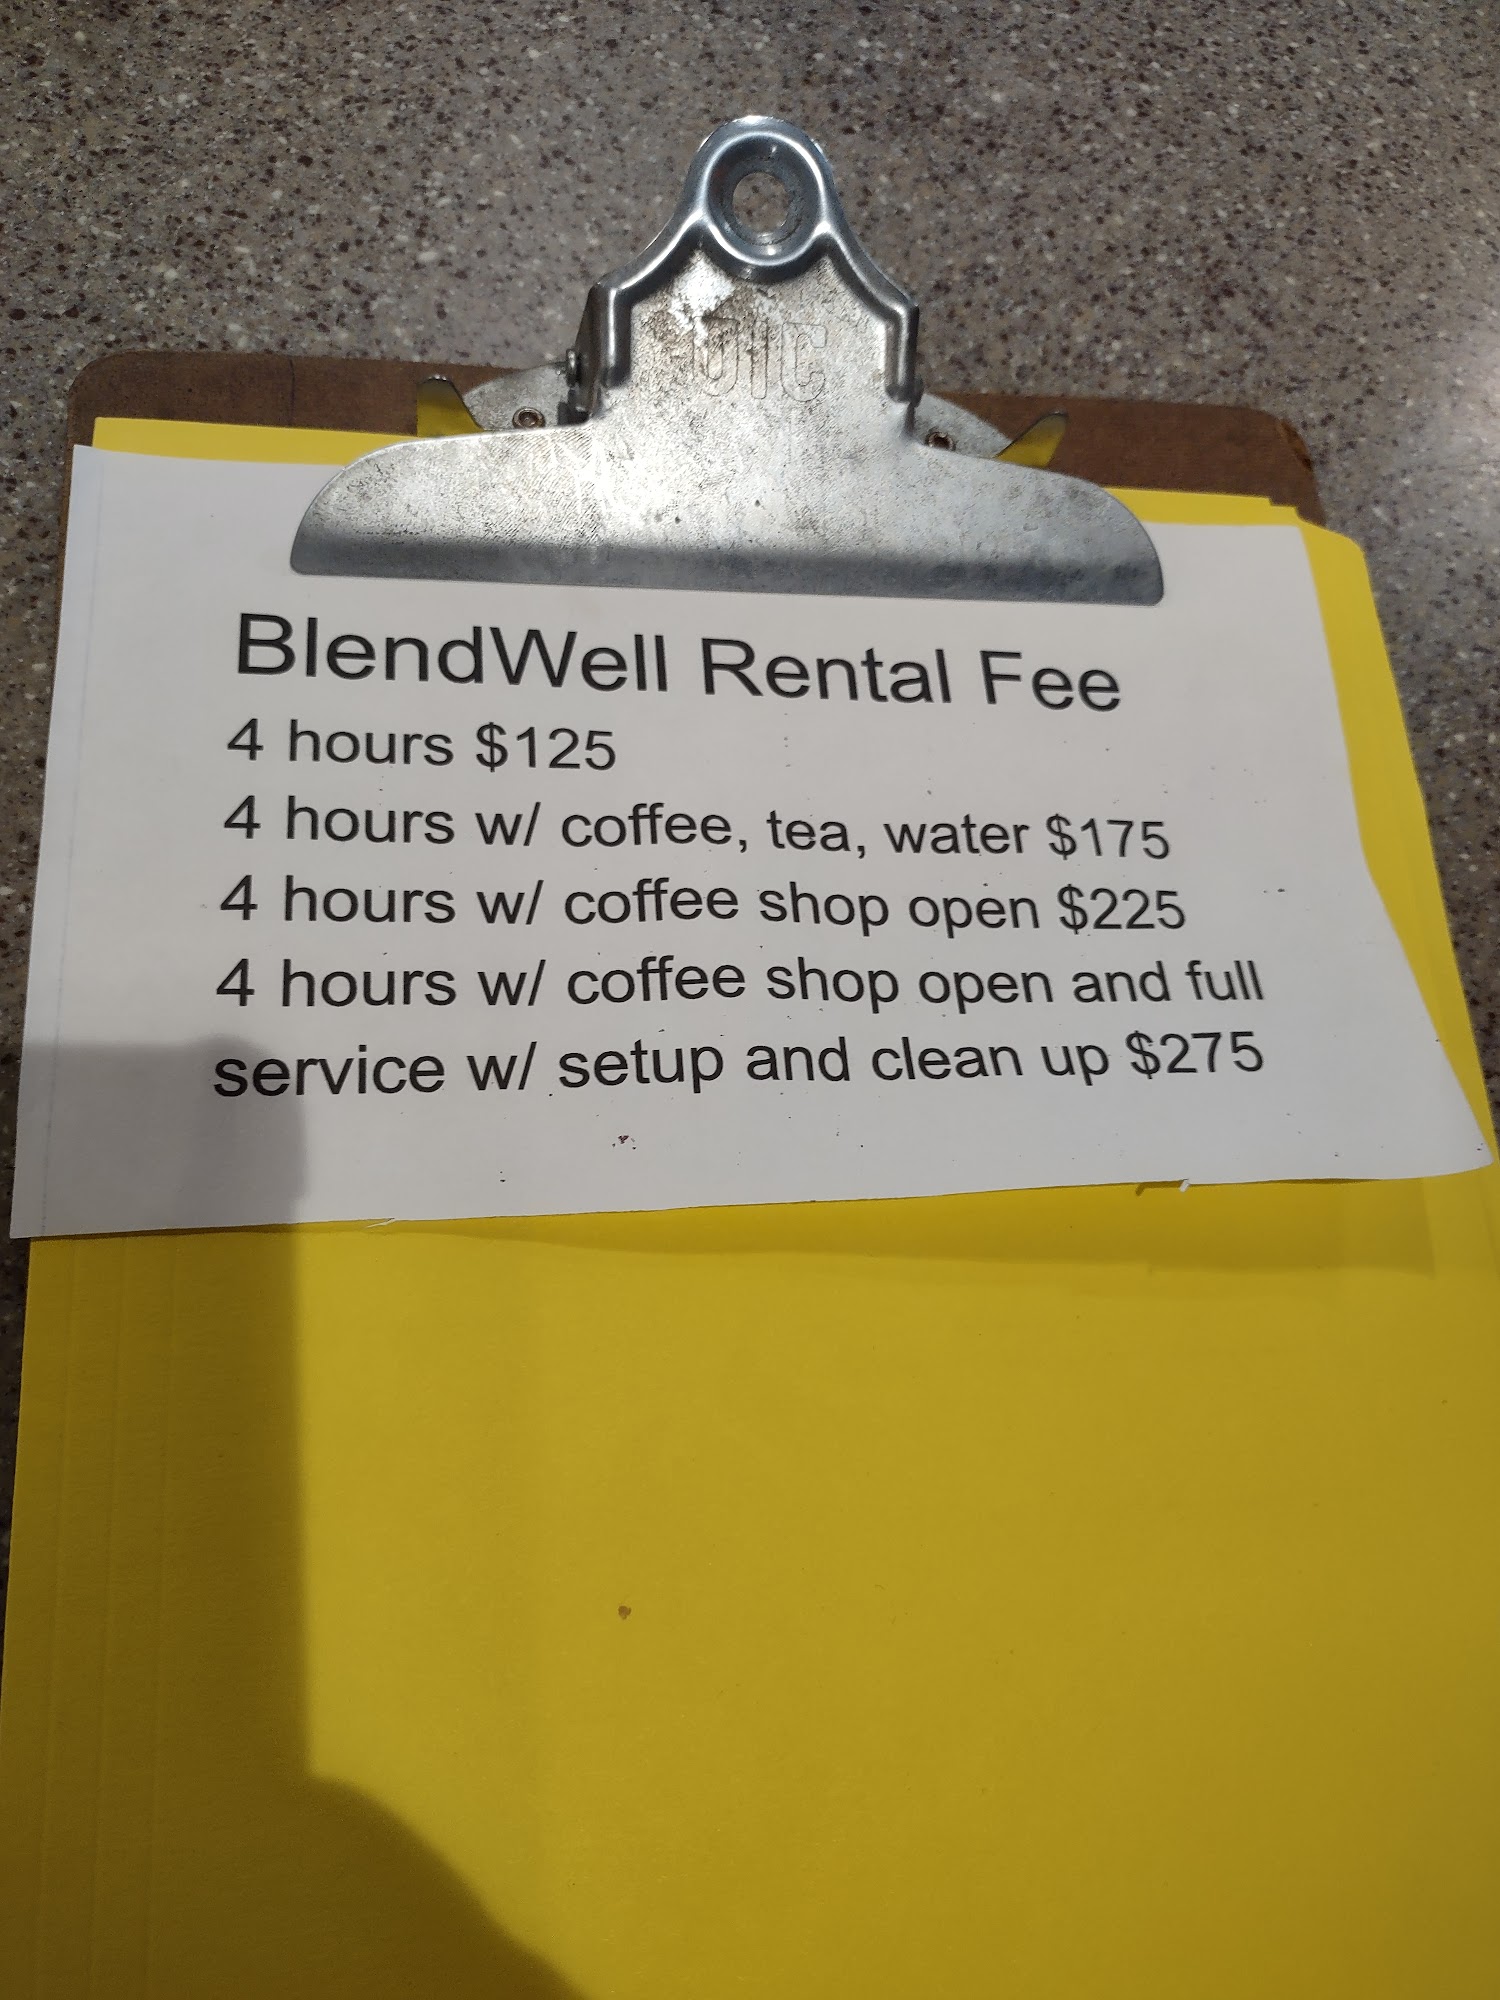 OIC
BlendWell Rental Fee
4 hours $125
4 hours w/ coffee, tea, water $175
4 hours w/ coffee shop open $225
4 hours w/ coffee shop open and full
service w/ setup and clean up $275